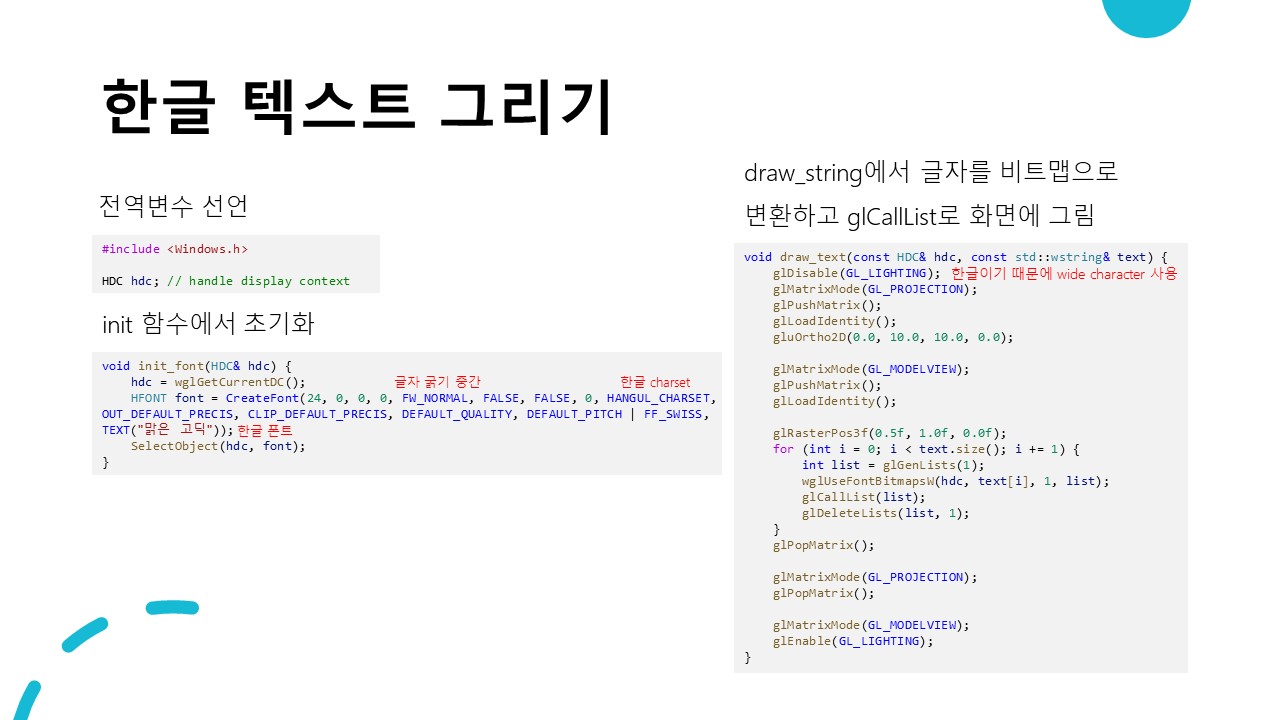 한글 텍스트 그리기
전역변수 선언
#include <Windows.h>
HDC hdc; // handle display context
init 함수에서 초기화
void init_font(HDC& hdc) {
    hdc = wglGetCurrentDC(); 글자 굵기 중간 한글 charset
    HFONT font = CreateFont(24, 0, 0, 0, FW_NORMAL, FALSE, FALSE, 0, HANGUL_CHARSET,
OUT_DEFAULT_PRECIS, CLIP_DEFAULT_PRECIS, DEFAULT_QUALITY, DEFAULT_PITCH | FF_SWISS,
TEXT("맑은 고딕")); 한글 폰트
    SelectObject(hdc, font);
}
draw_string에서 글자를 비트맵으로
변환하고 glCallList로 화면에 그림
void draw_text(const HDC& hdc, const std::wstring& text) {
    glDisable(GL_LIGHTING); 한글이기 때문에 wide character 사용
    glMatrixMode(GL_PROJECTION);
    glPushMatrix();
    glLoadIdentity();
    gluOrtho2D(0.0, 10.0, 10.0, 0.0);
    glMatrixMode(GL_MODELVIEW);
    glPushMatrix();
    glLoadIdentity();
    glRasterPos3f(0.5f, 1.0f, 0.0f);
    for (int i = 0; i < text.size(); i += 1) {
        int list = glGenLists(1);
        wglUseFontBitmapsW(hdc, text[i], 1, list);
        glCallList(list);
        glDeleteLists(list, 1);
    }
    glPopMatrix();
    glMatrixMode(GL_PROJECTION);
    glPopMatrix();
    glMatrixMode(GL_MODELVIEW);
    glEnable(GL_LIGHTING);
}